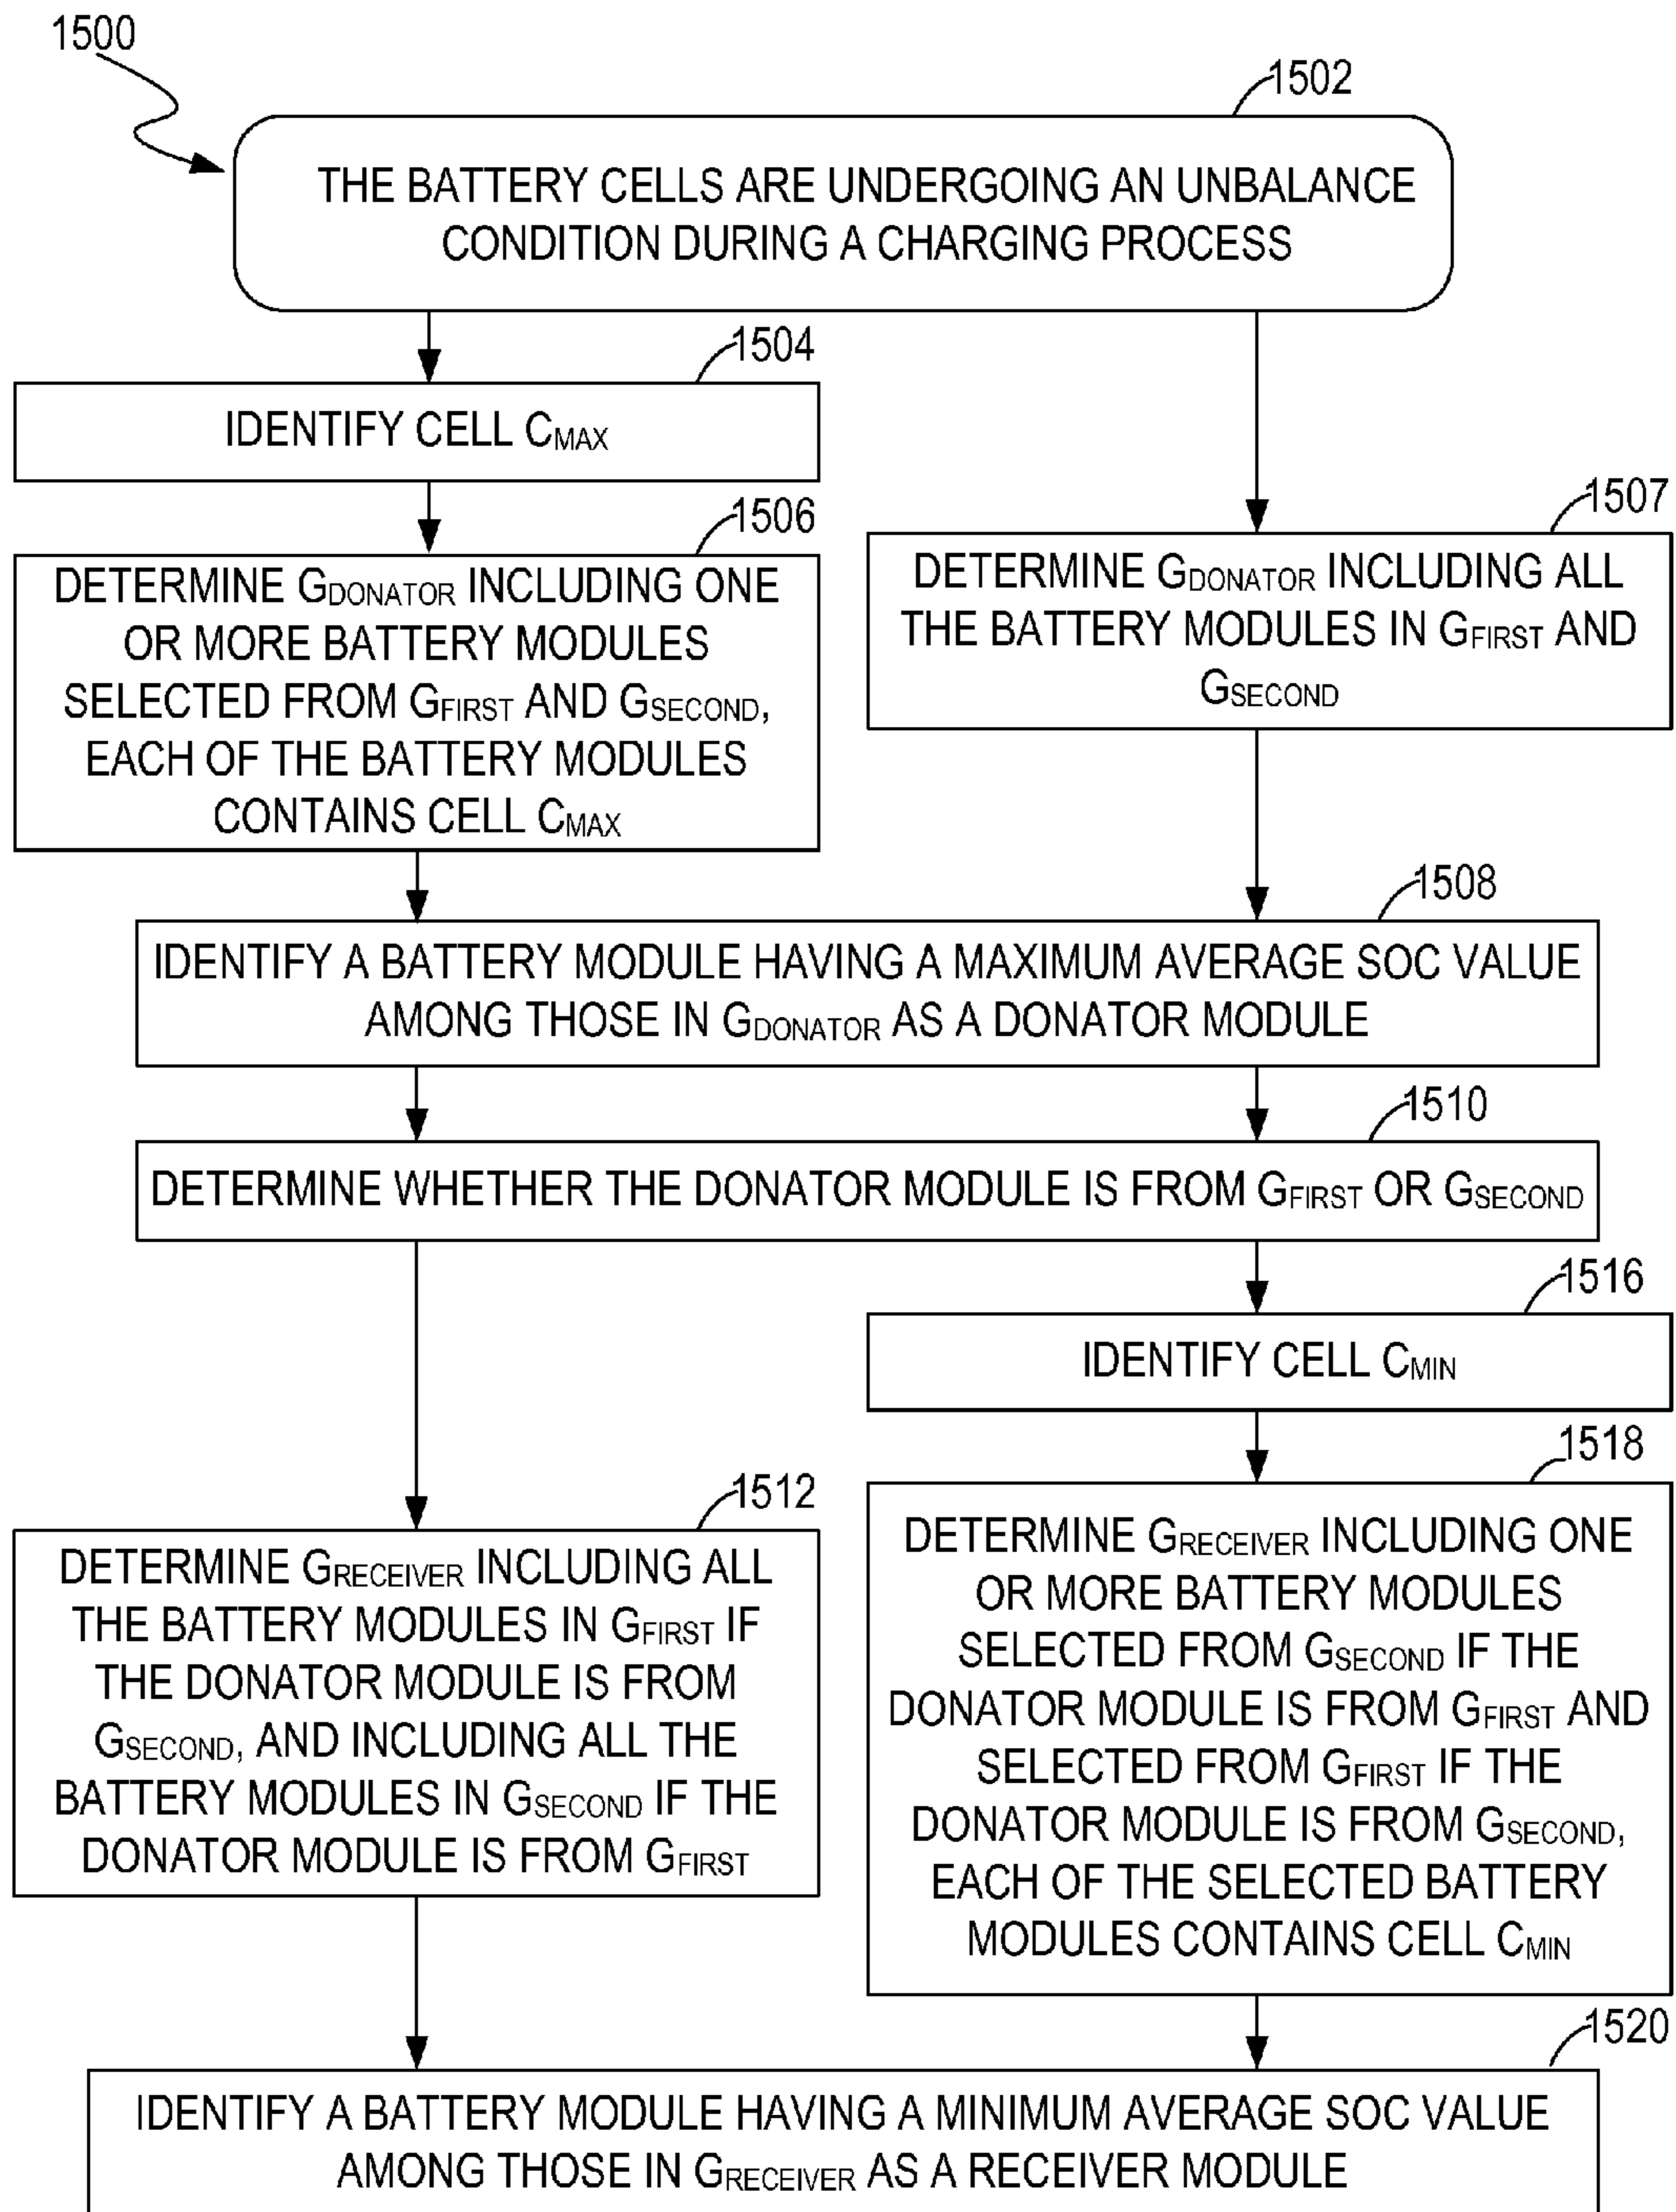 1500
1502
THE BATTERY CELLS ARE UNDERGOING AN UNBALANCE
CONDITION DURING A CHARGING PROCESS
1504
IDENTIFY CELL CMAX
1506
DETERMINE GDONATOR INCLUDING ONE
OR MORE BATTERY MODULES
SELECTED FROM GFIRST AND GSECOND,
EACH OF THE BATTERY MODULES
CONTAINS CELL CMAX
1507
DETERMINE GDONATOR INCLUDING ALL
THE BATTERY MODULES IN GFIRST AND
GSECOND
1508
IDENTIFY A BATTERY MODULE HAVING A MAXIMUM AVERAGE SOC VALUE
AMONG THOSE IN GDONATOR AS A DONATOR MODULE
1510
DETERMINE WHETHER THE DONATOR MODULE IS FROM GFIRST OR GSECOND
1516
IDENTIFY CELL CMIN
1512
DETERMINE GRECEIVER INCLUDING ALL
THE BATTERY MODULES IN GFIRST IF
THE DONATOR MODULE IS FROM
GSECOND, AND INCLUDING ALL THE
BATTERY MODULES IN GSECOND IF THE
DONATOR MODULE IS FROM GFIRST
1518
DETERMINE GRECEIVER INCLUDING ONE
OR MORE BATTERY MODULES
SELECTED FROM GSECOND IF THE
DONATOR MODULE IS FROM GFIRST AND
SELECTED FROM GFIRST IF THE
DONATOR MODULE IS FROM GSECOND,
EACH OF THE SELECTED BATTERY
MODULES CONTAINS CELL CMIN
1520
IDENTIFY A BATTERY MODULE HAVING A MINIMUM AVERAGE SOC VALUE
AMONG THOSE IN GRECEIVER AS A RECEIVER MODULE